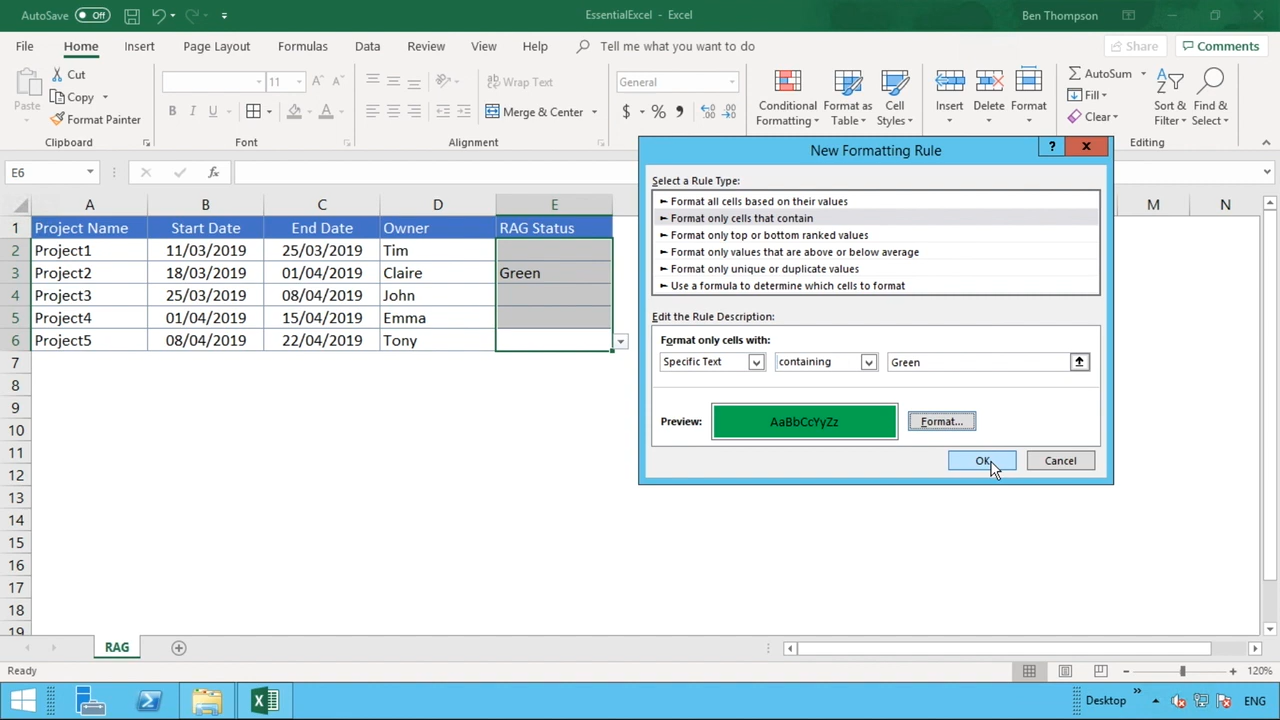 AutoSave Off EssentialExcel - Excel Ben Thompson
File Home Insert Page Layout Formulas Data Review View Help Tell me what you want to do Share Comments
Paste Cut Copy Format Painter
Clipboard
11 A A
B I U A
Font
Wrap Text
Merge & Center
Alignment
General
$ %
Conditional Formatting Format as Table Cell Styles
Insert Delete Format
AutoSum Fill Clear
Sort & Filter Find & Select
Editing
E6 fx
A B C D E M N
1 Project Name Start Date End Date Owner RAG Status
2 Project1 11/03/2019 25/03/2019 Tim
3 Project2 18/03/2019 01/04/2019 Claire Green
4 Project3 25/03/2019 08/04/2019 John
5 Project4 01/04/2019 15/04/2019 Emma
6 Project5 08/04/2019 22/04/2019 Tony
7
8
9
10
11
12
13
14
15
16
17
18
19
New Formatting Rule ?
Select a Rule Type:
Format all cells based on their values
Format only cells that contain
Format only top or bottom ranked values
Format only values that are above or below average
Format only unique or duplicate values
Use a formula to determine which cells to format
Edit the Rule Description:
Format only cells with:
Specific Text containing Green
Preview: AaBbCcYyZz Format...
OK Cancel
RAG
Ready 120%
Desktop ENG